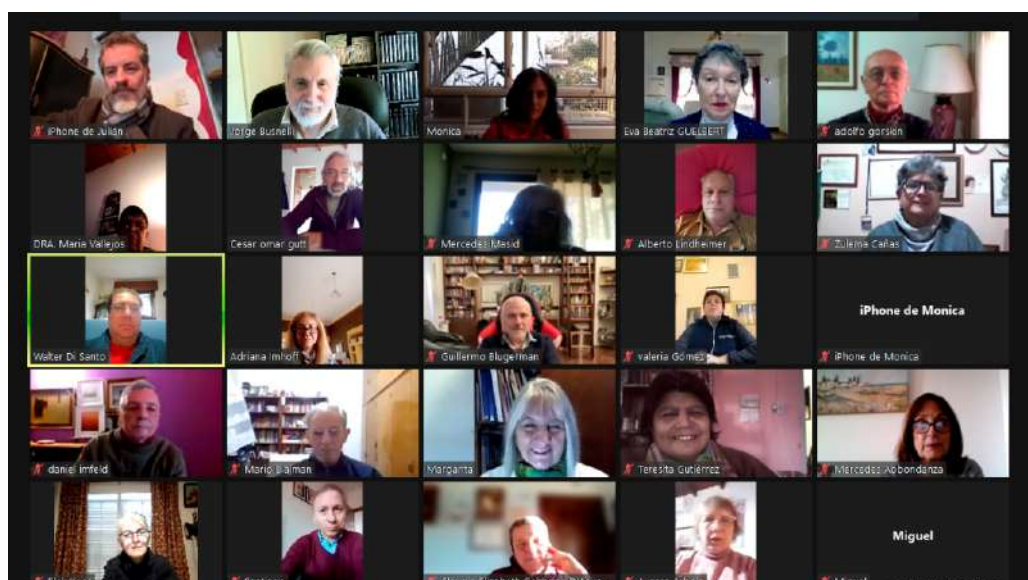 iPhone de Julian
Jorge Busnelli
Monica
Eva Beatriz GUELBERT
adolfo gorsien
DRA. Maria Vallejos
Cesar omar gutt
Mercedes Masid
Alberto Lindheimer
Zulema Cañas
Walter Di Santo
Adriana Imhoff
Guillermo Blugerman
valeria Gómez
iPhone de Monica
iPhone de Monica
daniel imfeld
Mario Blajman
Margarita
Teresita Gutiérrez
Mercedes Abbondanza
Miguel